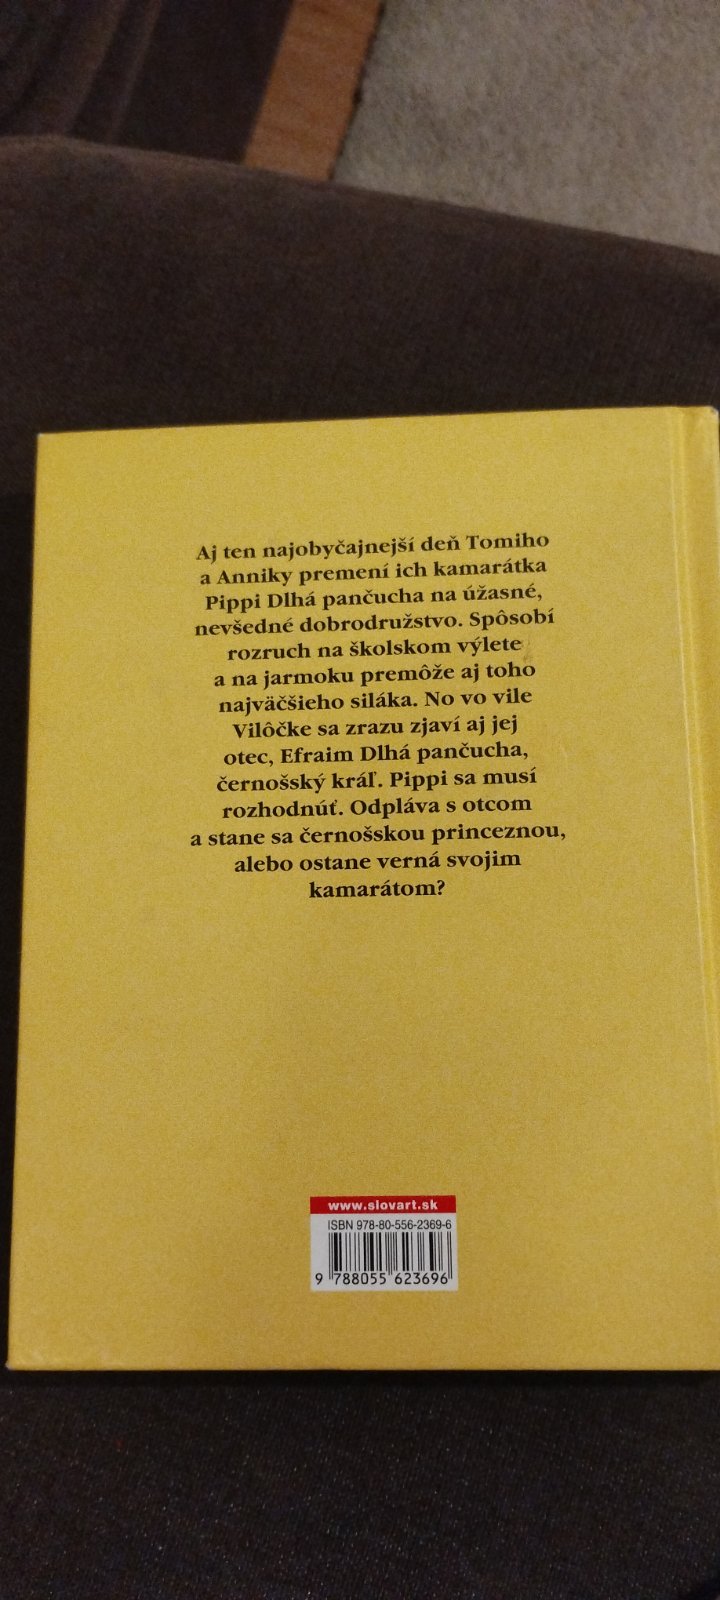 Aj ten najobyčajnejší deň Tomiho
a Anniky premení ich kamarátka
Pippi Dlhá pančucha na úžasné,
nevšedné dobrodružstvo. Spôsobí
rozruch na školskom výlete
a na jarmoku premôže aj toho
najväčšieho siláka. No vo vile
Vilôčke sa zrazu zjaví aj jej
otec, Efraim Dlhá pančucha,
černošský kráľ. Pippi sa musí
rozhodnúť. Odpláva s otcom
a stane sa černošskou princeznou,
alebo ostane verná svojim
kamarátom?
www.slovart.sk
ISBN 978-80-556-2369-6
9 788055 623696